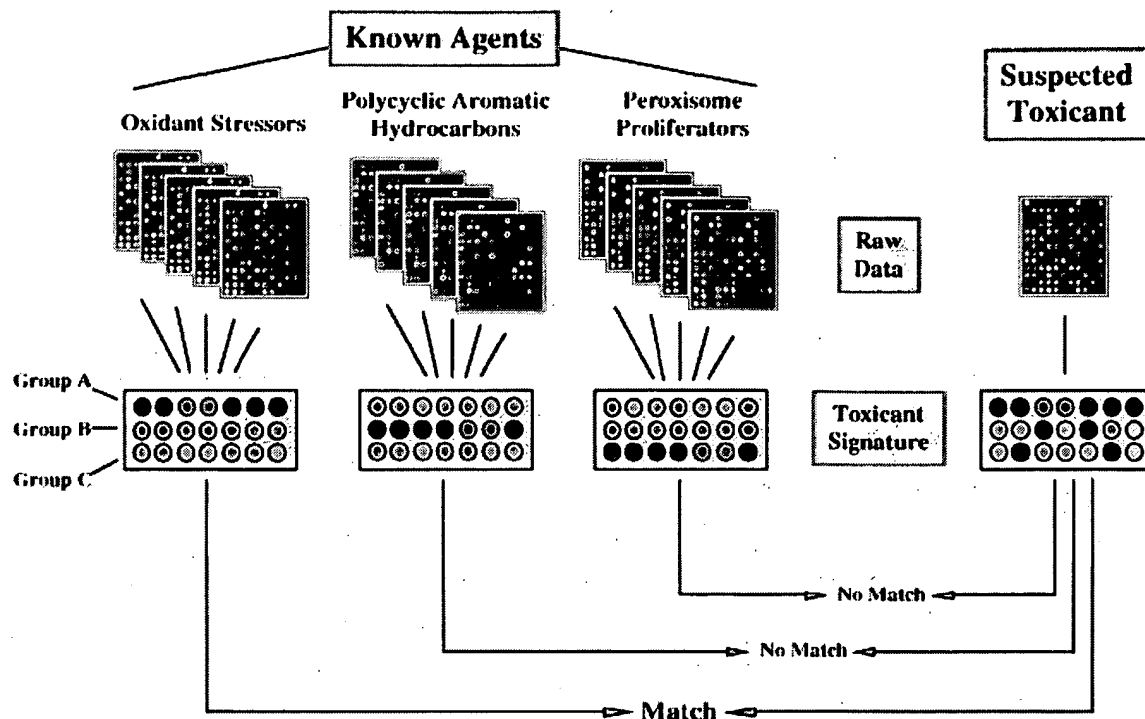 Known Agents
Suspected
Toxicant
Oxidant Stressors
Polycyclic Aromatic
Hydrocarbons
Peroxisome
Proliferators
Raw
Data
Group A
Group B
Group C
Toxicant
Signature
No Match
No Match
Match